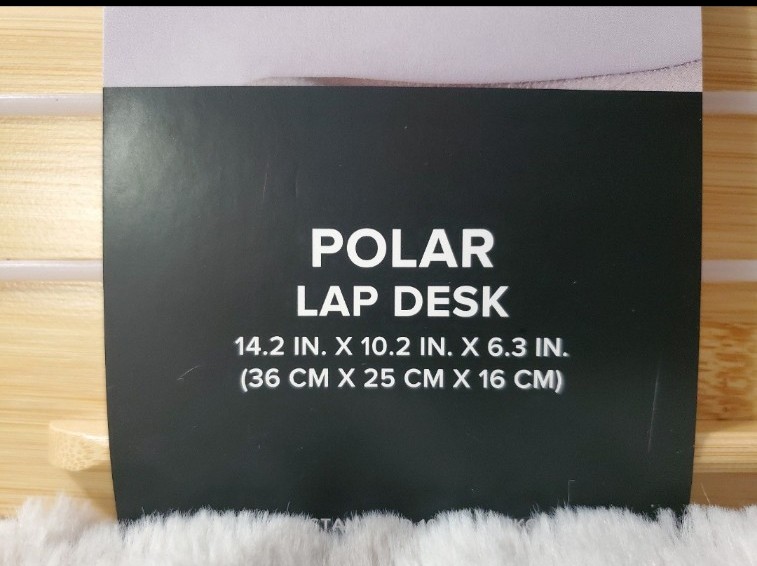 POLAR
LAP DESK
14.2 IN. X 10.2 IN. X 6.3 IN.
(36 CM X 25 CM X 16 CM)